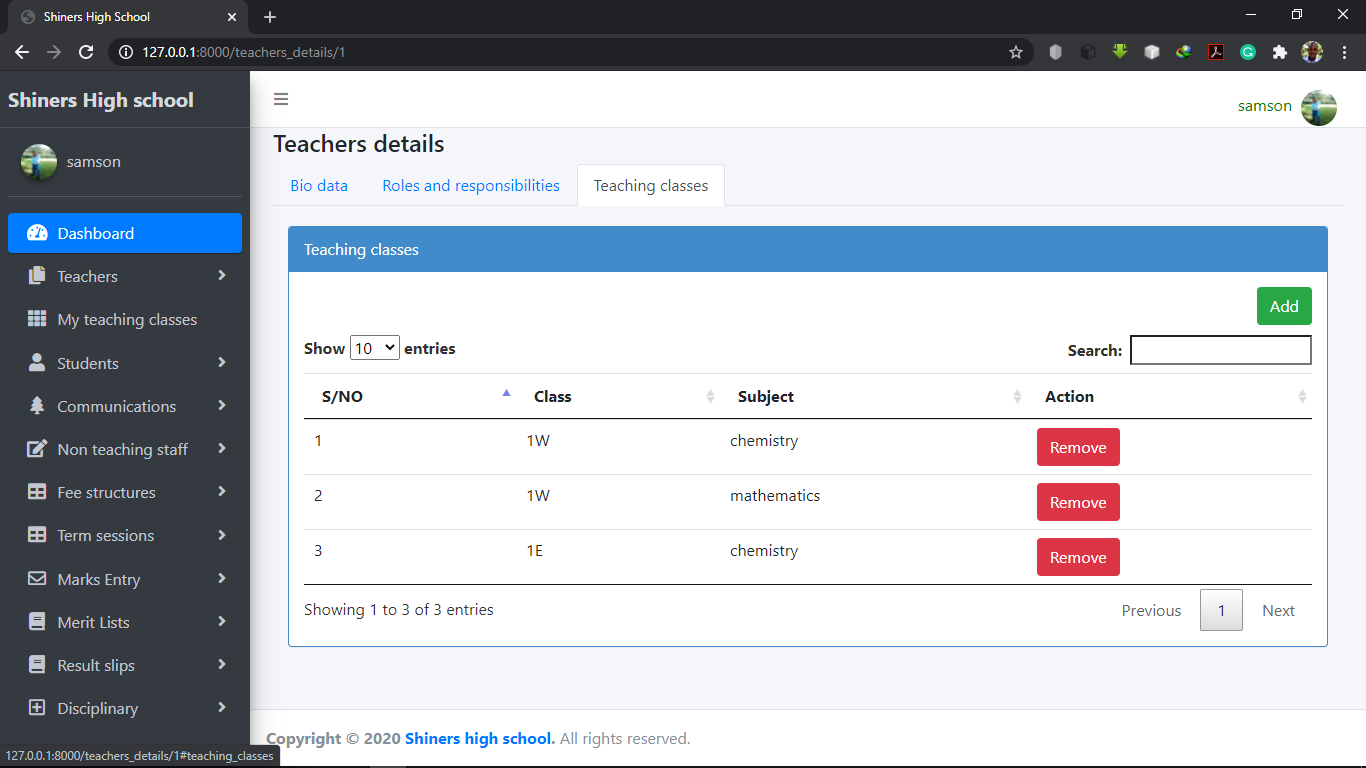 Shiners High School
127.0.0.1:8000/teachers_details/1
Shiners High school
samson
samson
Dashboard
Teachers
My teaching classes
Students
Communications
Non teaching staff
Fee structures
Term sessions
Marks Entry
Merit Lists
Result slips
Disciplinary
Teachers details
Bio data Roles and responsibilities Teaching classes
Teaching classes
Add
Show 10 entries Search:
S/NO Class Subject Action
1 1W chemistry Remove
2 1W mathematics Remove
3 1E chemistry Remove
Showing 1 to 3 of 3 entries Previous 1 Next
Copyright © 2020 Shiners high school. All rights reserved.
127.0.0.1:8000/teachers_details/1#teaching_classes